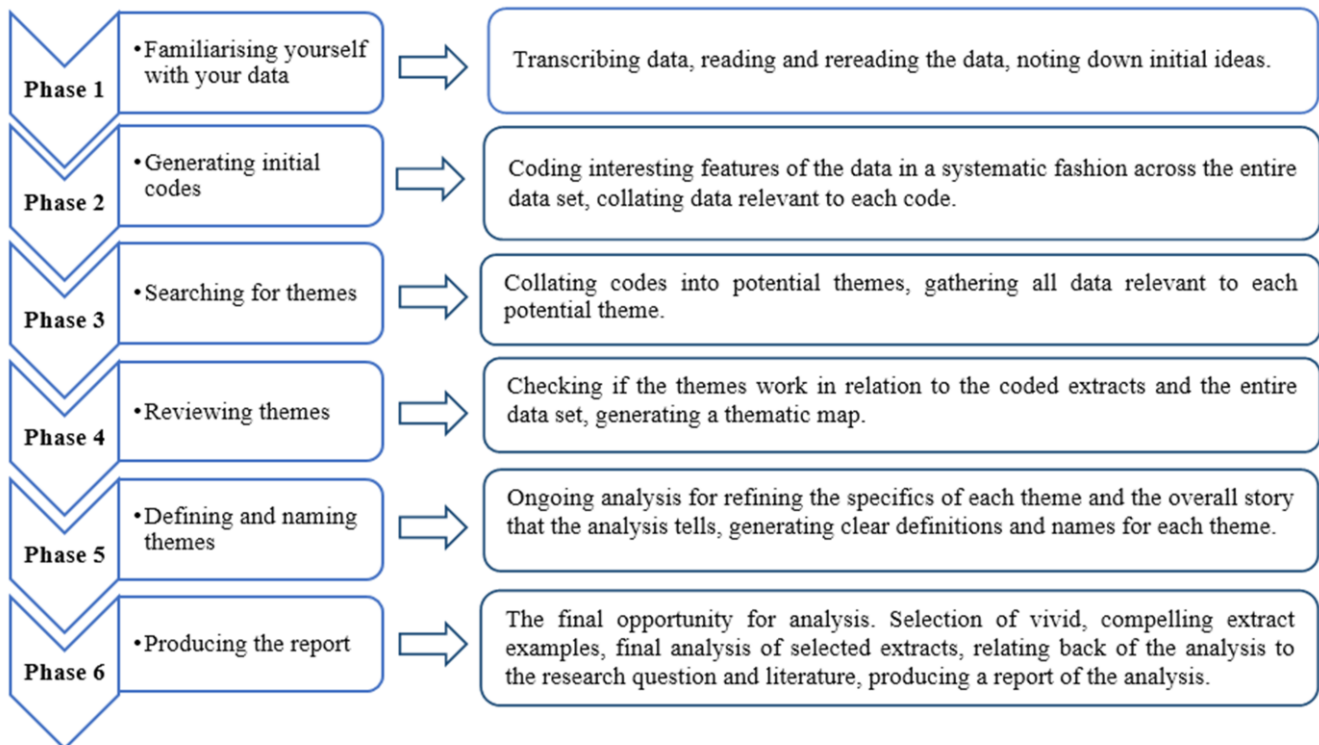 Phase 1
•Familiarising yourself
with your data
Transcribing data, reading and rereading the data, noting down initial ideas.
Phase 2
•Generating initial
codes
Coding interesting features of the data in a systematic fashion across the entire
data set, collating data relevant to each code.
Phase 3
•Searching for themes
Collating codes into potential themes, gathering all data relevant to each
potential theme.
Phase 4
•Reviewing themes
Checking if the themes work in relation to the coded extracts and the entire
data set, generating a thematic map.
Phase 5
•Defining and naming
themes
Ongoing analysis for refining the specifics of each theme and the overall story
that the analysis tells, generating clear definitions and names for each theme.
Phase 6
•Producing the report
The final opportunity for analysis. Selection of vivid, compelling extract
examples, final analysis of selected extracts, relating back of the analysis to
the research question and literature, producing a report of the analysis.